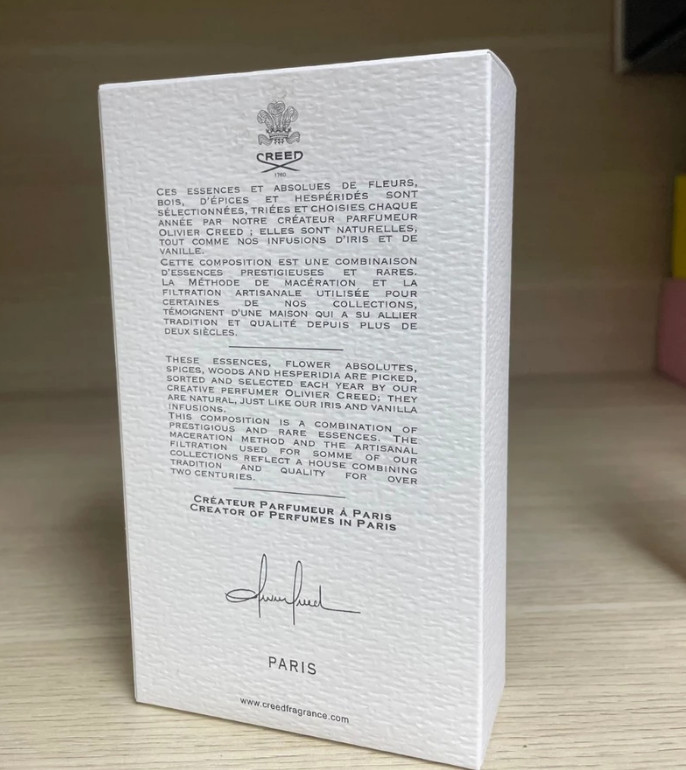 CREED
1760
CES ESSENCES ET ABSOLUES DE FLEURS,
BOIS, D'ÉPICES ET HESPÉRIDÉS SONT
SÉLECTIONNÉES, TRIÉES ET CHOISIES CHAQUE
ANNÉE PAR NOTRE CRÉATEUR PARFUMEUR
OLIVIER CREED ; ELLES SONT NATURELLES,
TOUT COMME NOS INFUSIONS D'IRIS ET DE
VANILLE.
CETTE COMPOSITION EST UNE COMBINAISON
D'ESSENCES PRESTIGIEUSES ET RARES.
LA MÉTHODE DE MACÉRATION ET LA
FILTRATION ARTISANALE UTILISÉE POUR
CERTAINES DE NOS COLLECTIONS,
TÉMOIGNENT D'UNE MAISON QUI A SU ALLIER
TRADITION ET QUALITÉ DEPUIS PLUS DE
DEUX SIÈCLES.
THESE ESSENCES, FLOWER ABSOLUTES,
SPICES, WOODS AND HESPERIDIA ARE PICKED,
SORTED AND SELECTED EACH YEAR BY OUR
CREATIVE PERFUMER OLIVIER CREED; THEY
ARE NATURAL, JUST LIKE OUR IRIS AND VANILLA
INFUSIONS.
THIS COMPOSITION IS A COMBINATION OF
PRESTIGIOUS AND RARE ESSENCES. THE
MACERATION METHOD AND THE ARTISANAL
FILTRATION USED FOR SOMME OF OUR
COLLECTIONS REFLECT A HOUSE COMBINING
TRADITION AND QUALITY FOR OVER
TWO CENTURIES.
CRÉATEUR PARFUMEUR À PARIS
CREATOR OF PERFUMES IN PARIS
PARIS
www.creedfragrance.com